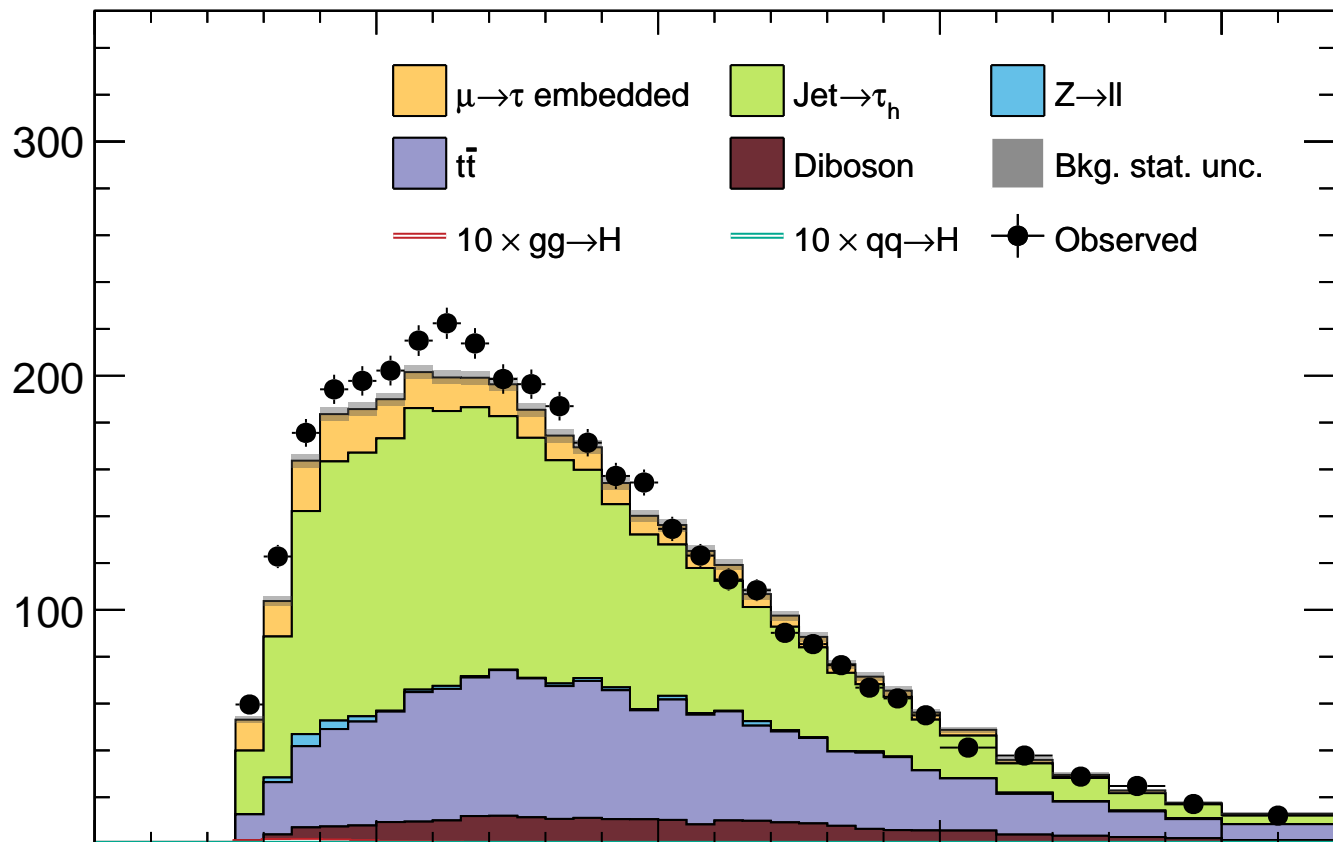 μ→τ embedded Jet→τₕ Z→ll
300
tt̄ Diboson Bkg. stat. unc.
10 × gg→H 10 × qq→H Observed
200
100